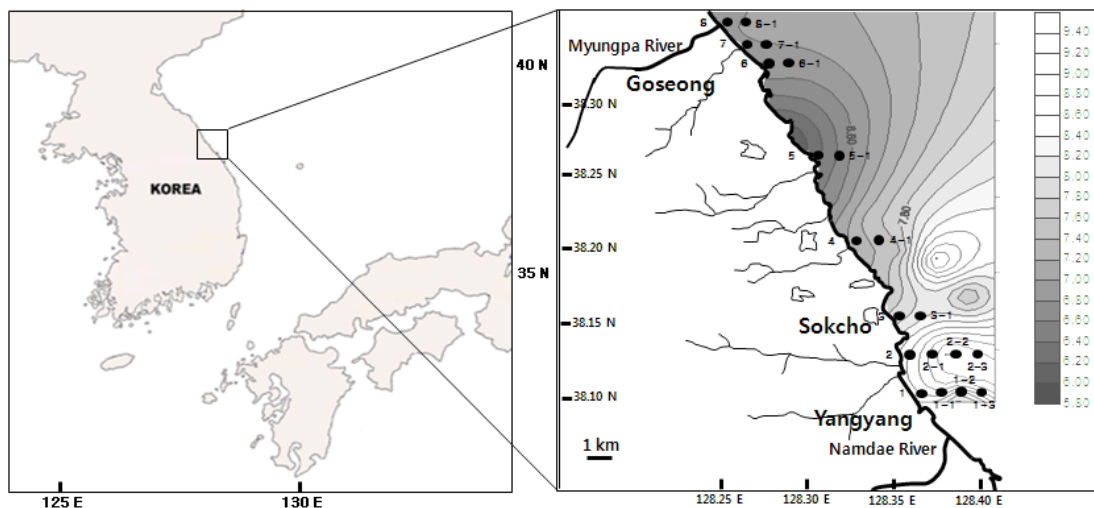 KOREA
40 N
35 N
125 E
130 E
Myungpa River
Goseong
Sokcho
Yangyang
Namdae River
1 km
38.30 N
38.25 N
38.20 N
38.15 N
38.10 N
128.25 E
128.30 E
128.35 E
128.40 E
8-1
7
7-1
6
6-1
5
5-1
4
4-1
3
3-1
2
2-1
2-2
2-3
1
1-1
1-2
1-3
7.80
9.40
9.20
9.00
8.80
8.60
8.40
8.20
8.00
7.80
7.60
7.40
7.20
7.00
6.80
6.60
6.40
6.20
6.00
5.80